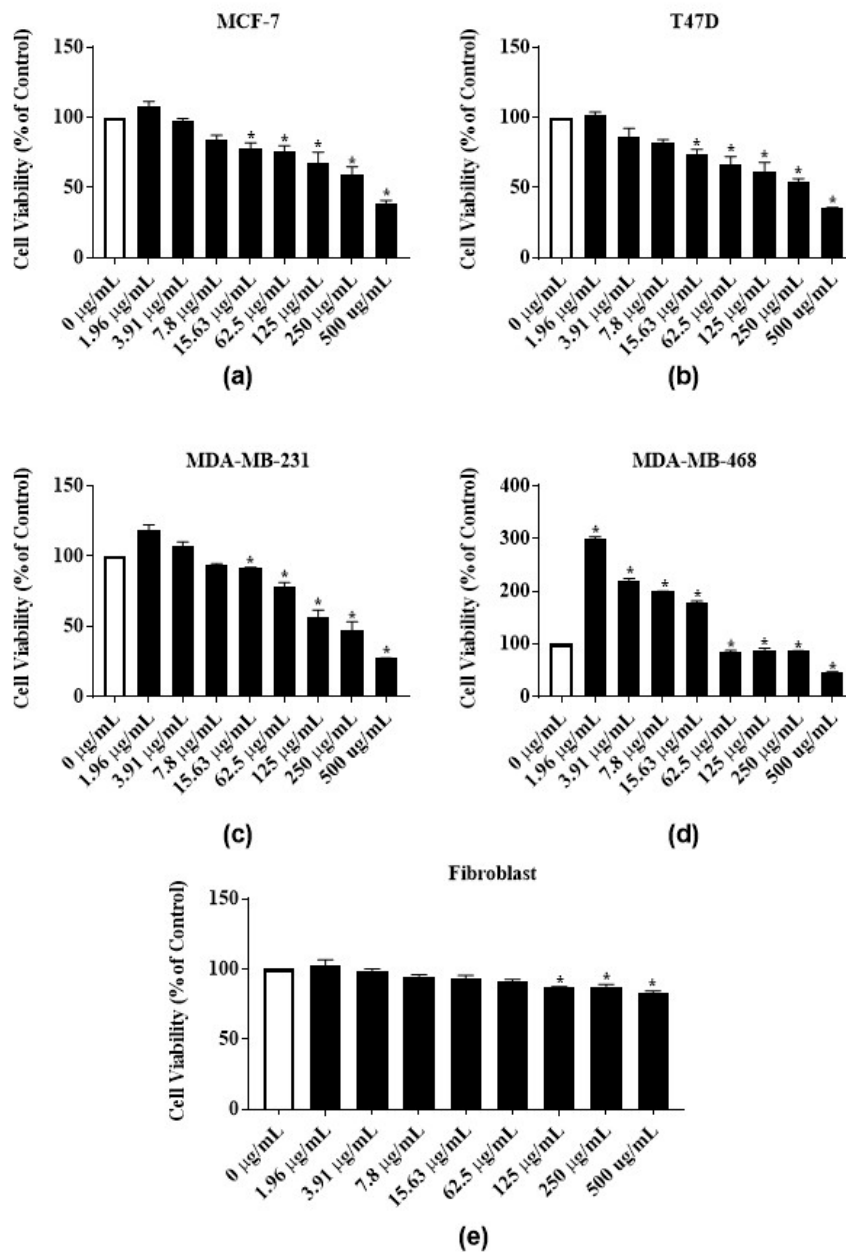 MCF-7
Cell Viability (% of Control)
150
100
50
0
* * * * *
0 µg/mL
1.96 µg/mL
3.91 µg/mL
7.8 µg/mL
15.63 µg/mL
62.5 µg/mL
125 µg/mL
250 µg/mL
500 ug/mL
(a)
T47D
Cell Viability (% of Control)
150
100
50
0
* * * * *
0 µg/mL
1.96 µg/mL
3.91 µg/mL
7.8 µg/mL
15.63 µg/mL
62.5 µg/mL
125 µg/mL
250 µg/mL
500 ug/mL
(b)
MDA-MB-231
Cell Viability (% of Control)
150
100
50
0
* * * * *
0 µg/mL
1.96 µg/mL
3.91 µg/mL
7.8 µg/mL
15.63 µg/mL
62.5 µg/mL
125 µg/mL
250 µg/mL
500 ug/mL
(c)
MDA-MB-468
Cell Viability (% of Control)
400
300
200
100
0
* * * * * * * *
0 µg/mL
1.96 µg/mL
3.91 µg/mL
7.8 µg/mL
15.63 µg/mL
62.5 µg/mL
125 µg/mL
250 µg/mL
500 ug/mL
(d)
Fibroblast
Cell Viability (% of Control)
150
100
50
0
* * *
0 µg/mL
1.96 µg/mL
3.91 µg/mL
7.8 µg/mL
15.63 µg/mL
62.5 µg/mL
125 µg/mL
250 µg/mL
500 ug/mL
(e)